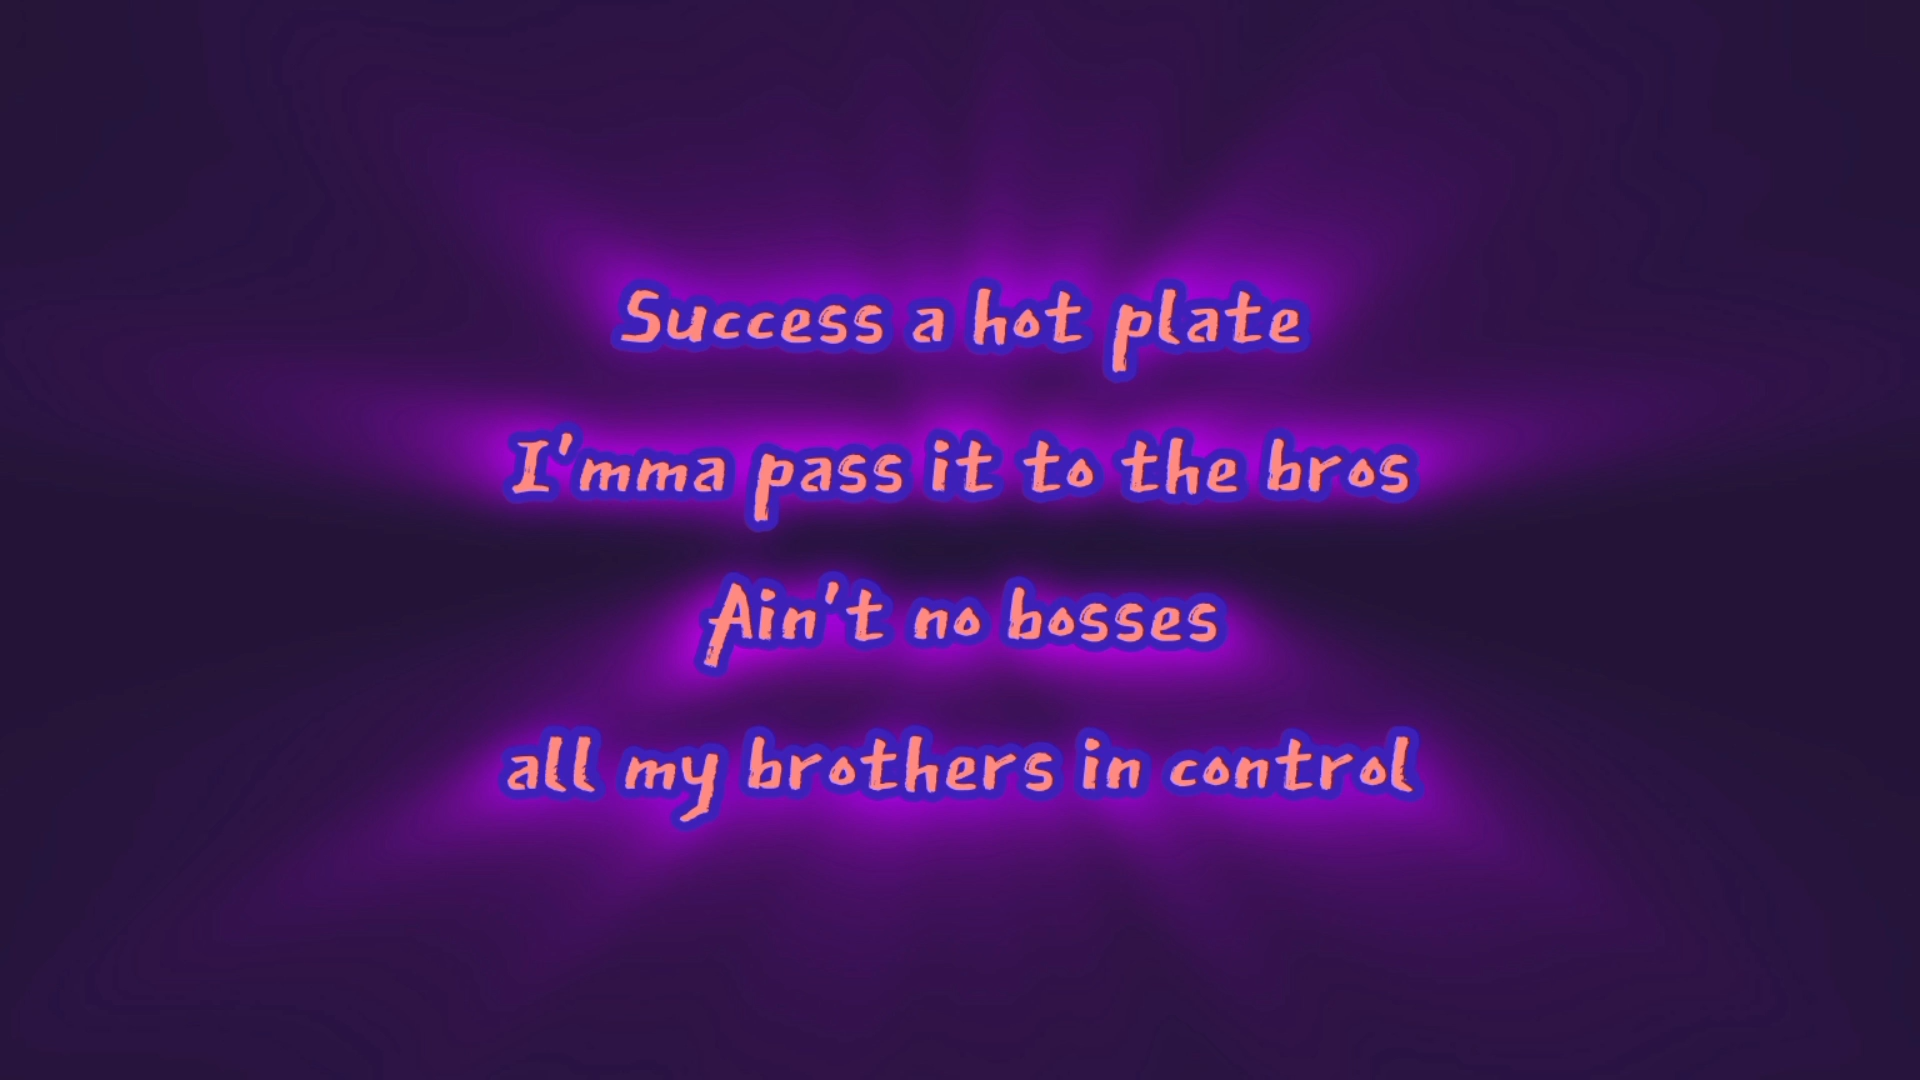 Success a hot plate
I'mma pass it to the bros
Ain't no bosses
all my brothers in control